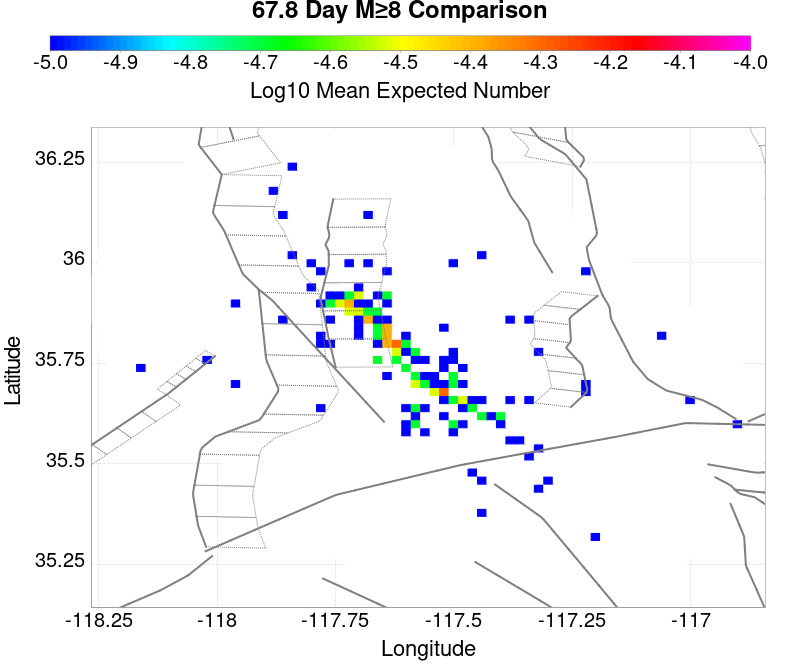 67.8 Day M≥8 Comparison
-5.0 -4.9 -4.8 -4.7 -4.6 -4.5 -4.4 -4.3 -4.2 -4.1 -4.0
Log10 Mean Expected Number
36.25
36
35.75
35.5
35.25
Latitude
-118.25 -118 -117.75 -117.5 -117.25 -117
Longitude